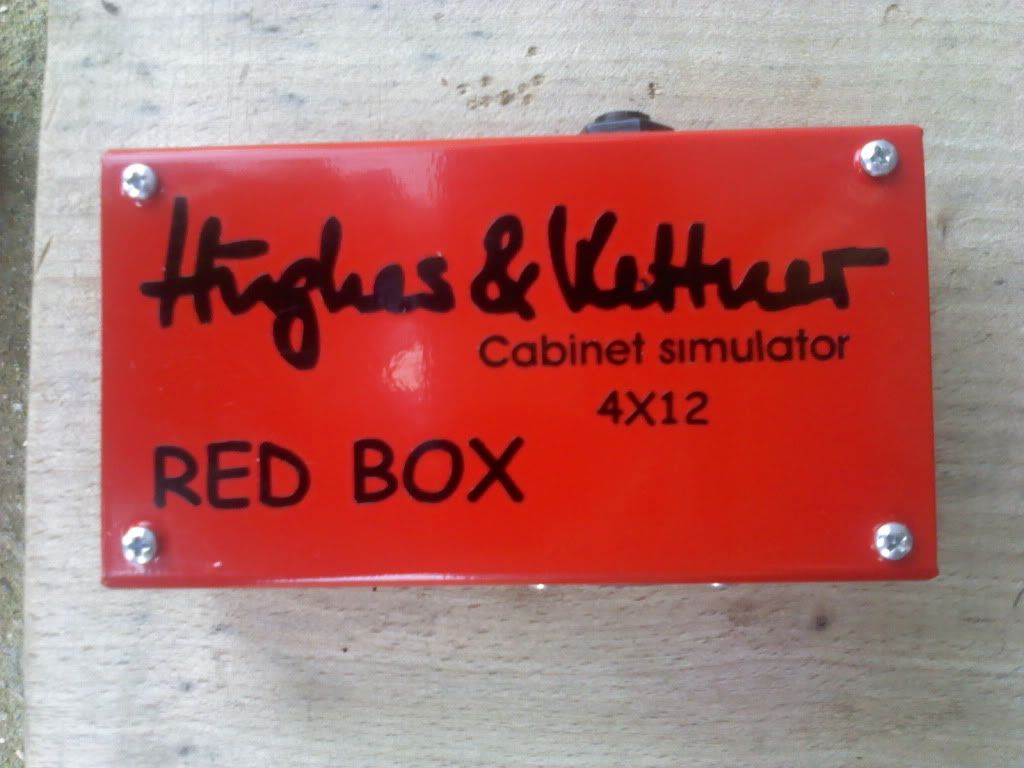 Hughes & Kettner
Cabinet simulator
4X12
RED BOX